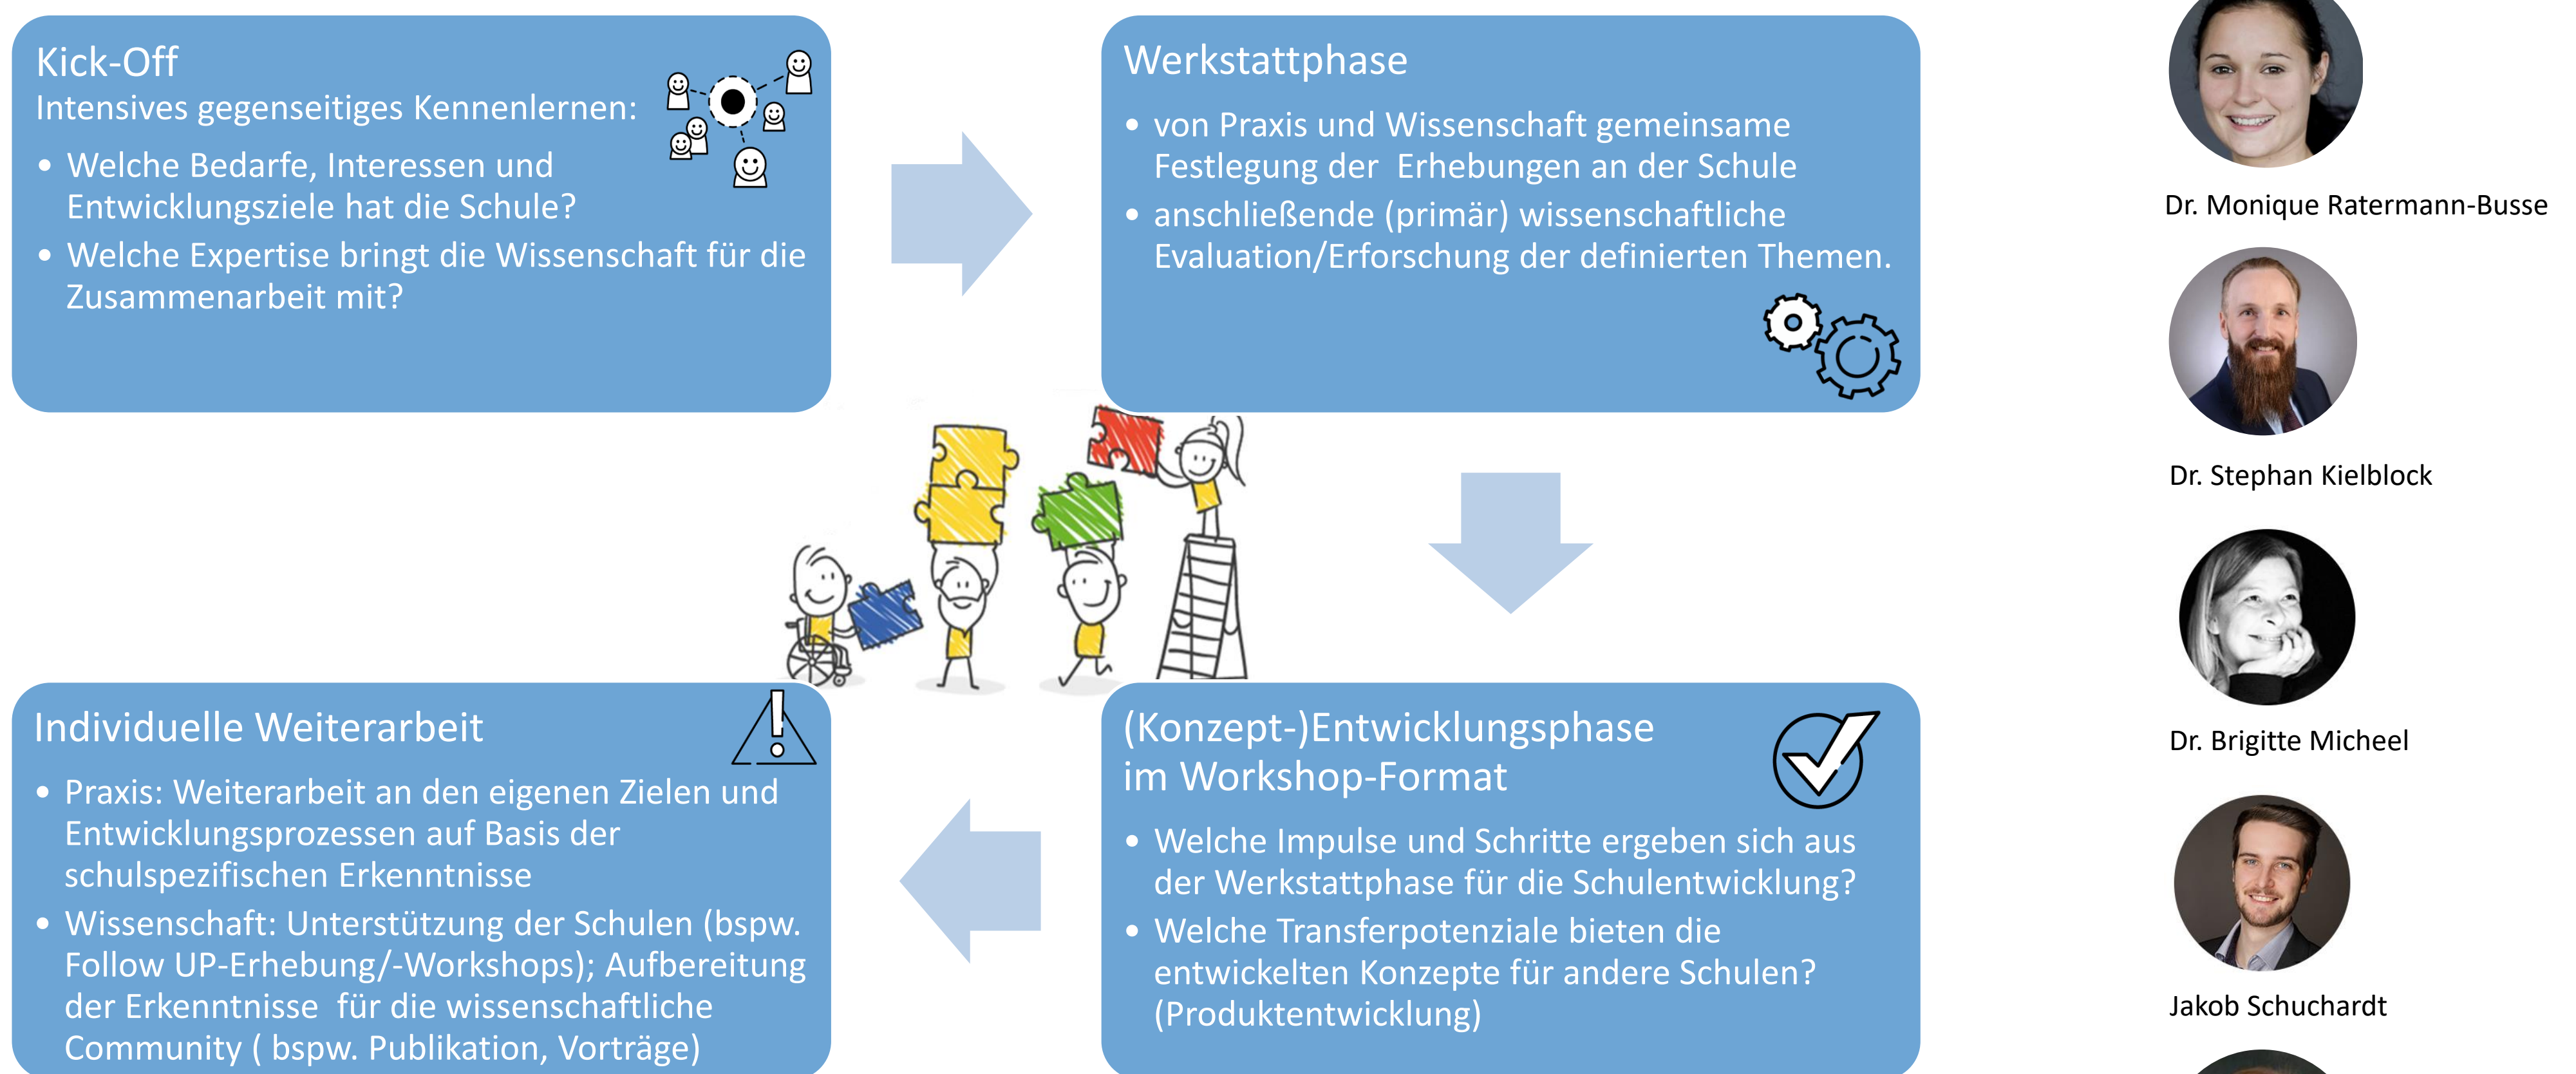 Kick-Off
Intensives gegenseitiges Kennenlernen:
• Welche Bedarfe, Interessen und
Entwicklungsziele hat die Schule?
• Welche Expertise bringt die Wissenschaft für die
Zusammenarbeit mit?
Werkstattphase
• von Praxis und Wissenschaft gemeinsame
Festlegung der  Erhebungen an der Schule
• anschließende (primär) wissenschaftliche
Evaluation/Erforschung der definierten Themen.
(Konzept-)Entwicklungsphase
im Workshop-Format
• Welche Impulse und Schritte ergeben sich aus
der Werkstattphase für die Schulentwicklung?
• Welche Transferpotenziale bieten die
entwickelten Konzepte für andere Schulen?
(Produktentwicklung)
Individuelle Weiterarbeit
• Praxis: Weiterarbeit an den eigenen Zielen und
Entwicklungsprozessen auf Basis der
schulspezifischen Erkenntnisse
• Wissenschaft: Unterstützung der Schulen (bspw.
Follow UP-Erhebung/-Workshops); Aufbereitung
der Erkenntnisse  für die wissenschaftliche
Community ( bspw. Publikation, Vorträge)
Dr. Monique Ratermann-Busse
Dr. Stephan Kielblock
Dr. Brigitte Micheel
Jakob Schuchardt